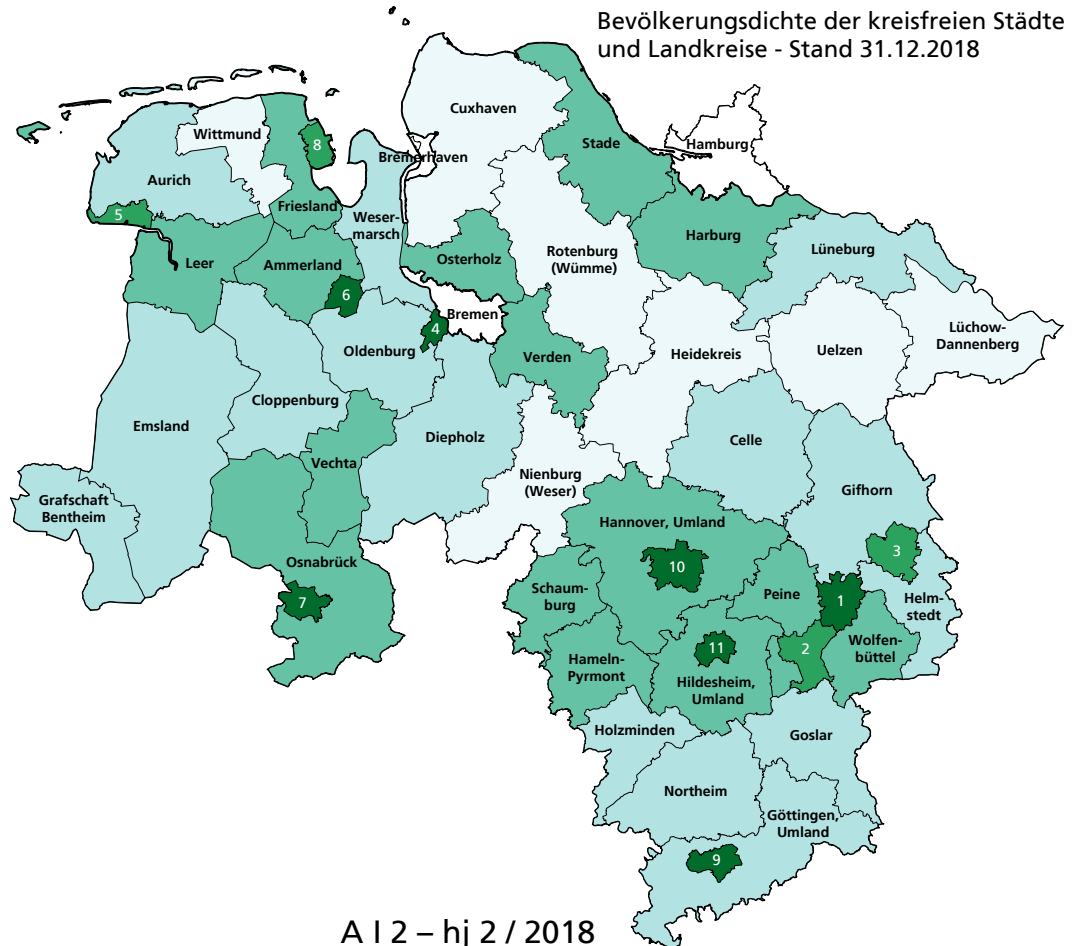 Bevölkerungsdichte der kreisfreien Städte
und Landkreise - Stand 31.12.2018
Cuxhaven
Wittmund
8
Stade
Hamburg
Bremerhaven
Aurich
5
Friesland
Weser-
marsch
Harburg
Lüneburg
Leer
Ammerland
Osterholz
Rotenburg
(Wümme)
6
4
Bremen
Lüchow-
Dannenberg
Oldenburg
Verden
Heidekreis
Uelzen
Cloppenburg
Emsland
Diepholz
Celle
Vechta
Nienburg
(Weser)
Gifhorn
Grafschaft
Bentheim
Hannover, Umland
3
Osnabrück
10
7
Schaum-
burg
Peine
1
Helm-
stedt
11
2
Wolfen-
büttel
Hameln-
Pyrmont
Hildesheim,
Umland
Holzminden
Goslar
Northeim
Göttingen,
Umland
9
A I 2 – hj 2 / 2018